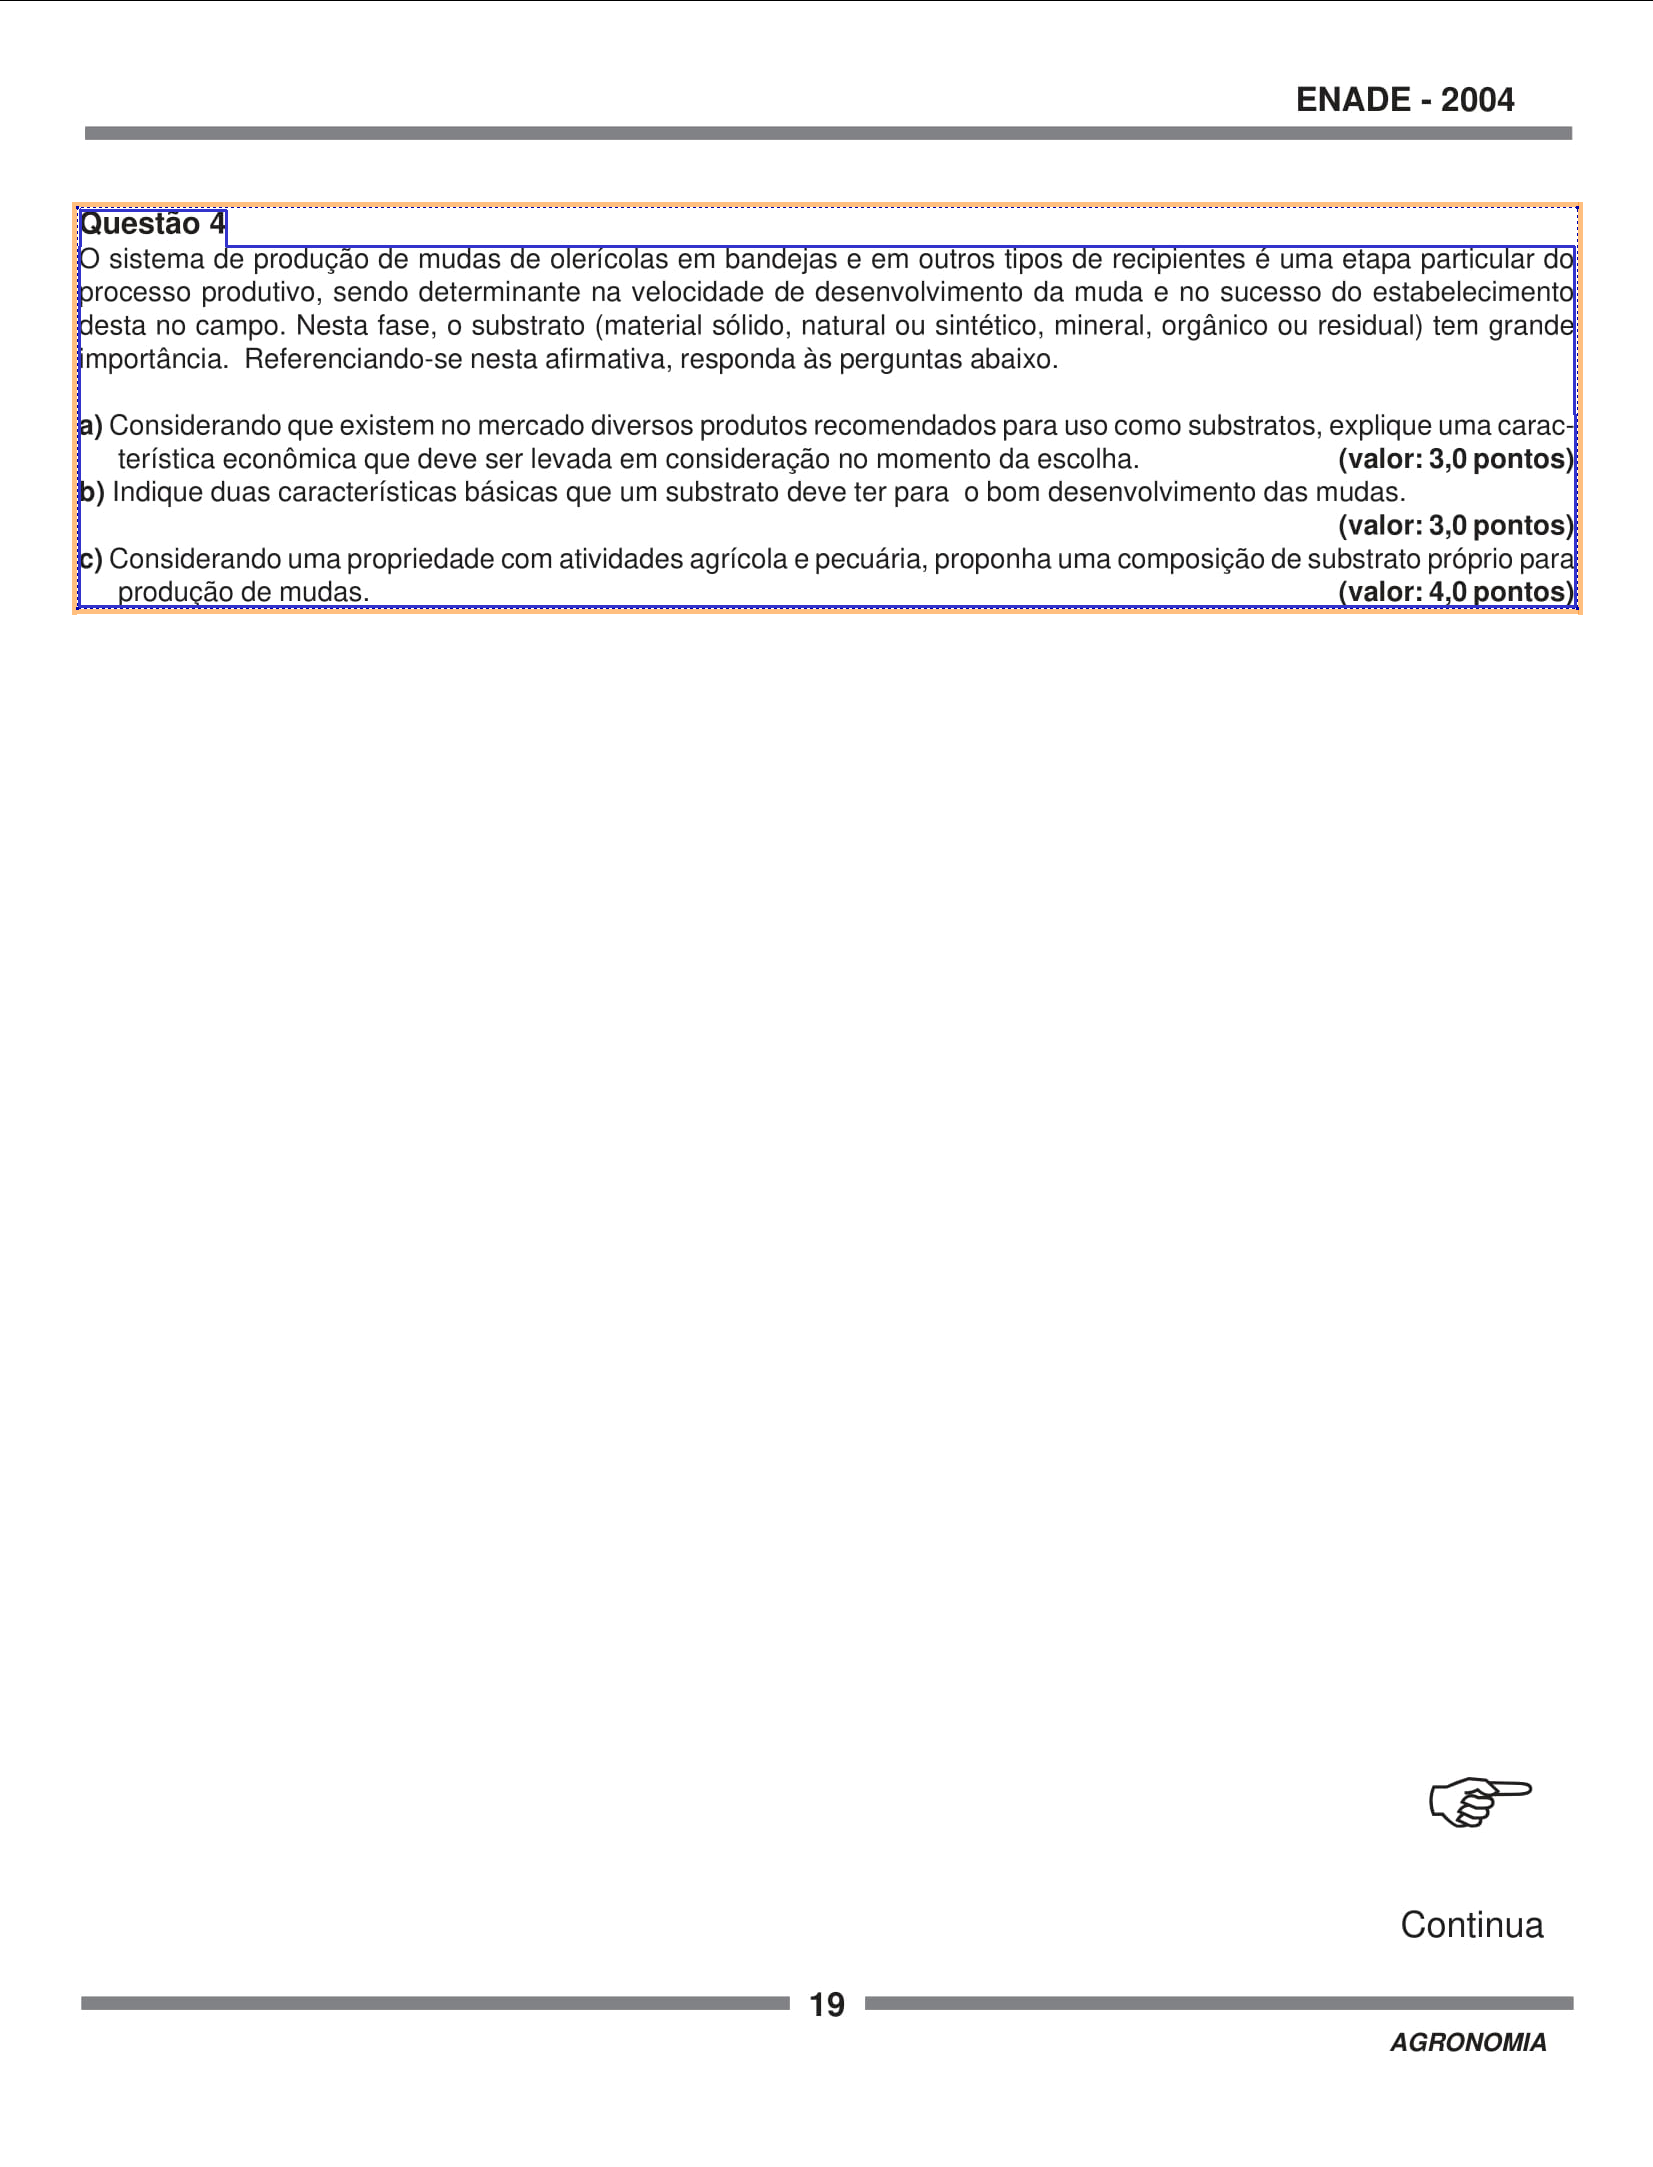 ENADE - 2004
Questão 4
O sistema de produção de mudas de olerícolas em bandejas e em outros tipos de recipientes é uma etapa particular do
processo produtivo, sendo determinante na velocidade de desenvolvimento da muda e no sucesso do estabelecimento
desta no campo. Nesta fase, o substrato (material sólido, natural ou sintético, mineral, orgânico ou residual) tem grande
importância.  Referenciando-se nesta afirmativa, responda às perguntas abaixo.
a) Considerando que existem no mercado diversos produtos recomendados para uso como substratos, explique uma carac-
terística econômica que deve ser levada em consideração no momento da escolha. (valor: 3,0 pontos)
b) Indique duas características básicas que um substrato deve ter para  o bom desenvolvimento das mudas.
(valor: 3,0 pontos)
c) Considerando uma propriedade com atividades agrícola e pecuária, proponha uma composição de substrato próprio para
produção de mudas. (valor: 4,0 pontos)
Continua
19
AGRONOMIA